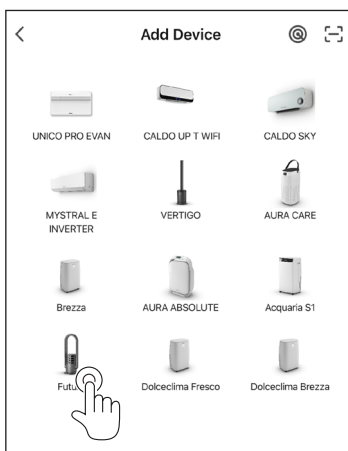 Add Device
UNICO PRO EVAN CALDO UP T WIFI CALDO SKY
MYSTRAL E VERTIGO AURA CARE
INVERTER
Brezza AURA ABSOLUTE Acquaria S1
Dolceclima Fresco Dolceclima Brezza